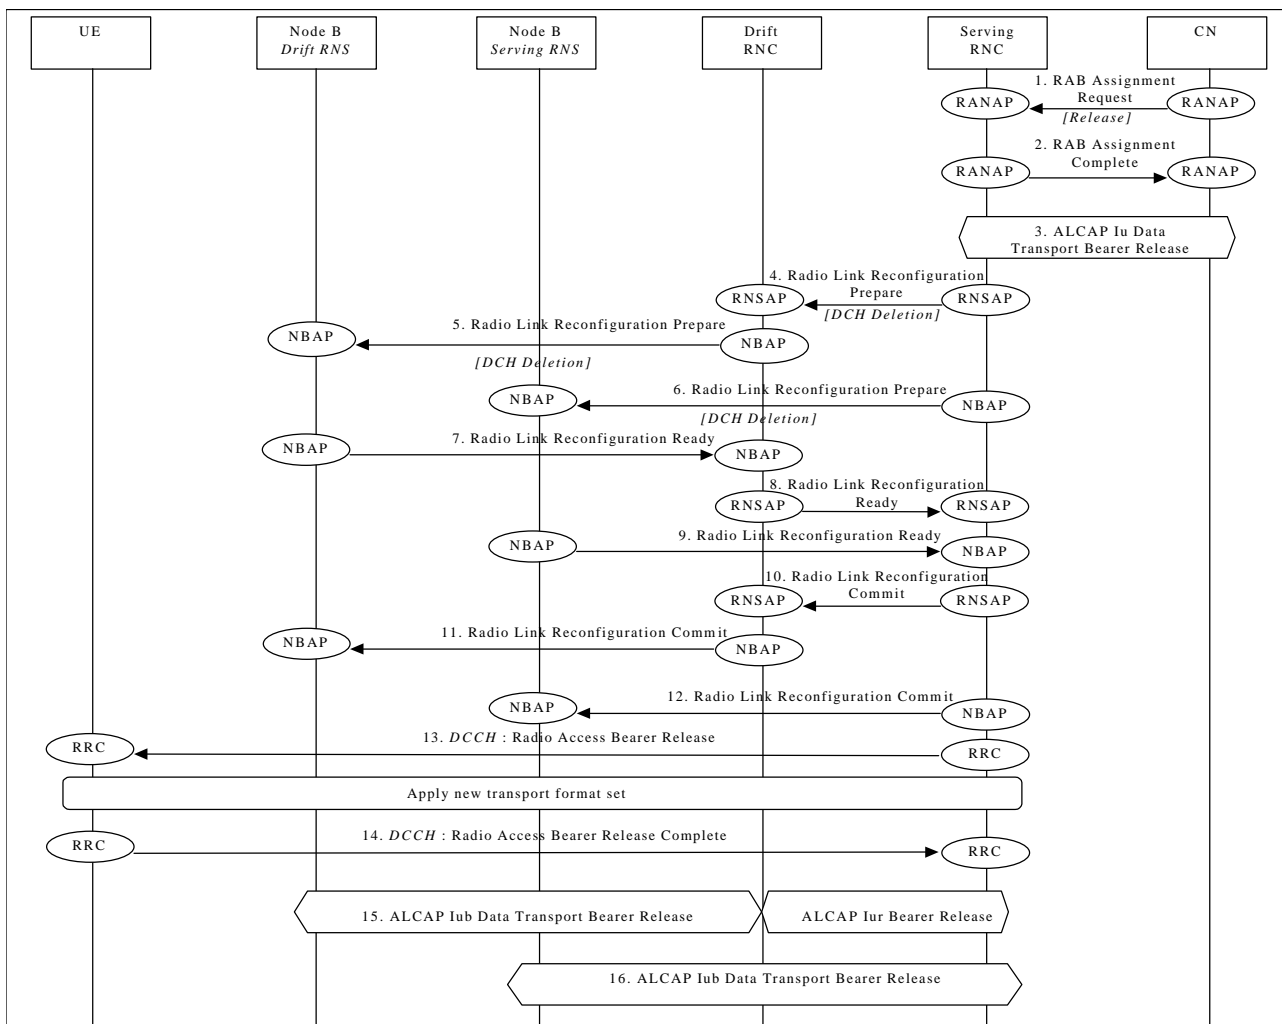 UE
Node B
Drift RNS
Node B
Serving RNS
Drift
RNC
Serving
RNC
CN
1. RAB Assignment
Request
[Release]
RANAP
RANAP
2. RAB Assignment
Complete
RANAP
RANAP
3. ALCAP Iu Data
Transport Bearer Release
4. Radio Link Reconfiguration
Prepare
[DCH Deletion]
RNSAP
RNSAP
5. Radio Link Reconfiguration Prepare
[DCH Deletion]
NBAP
NBAP
6. Radio Link Reconfiguration Prepare
[DCH Deletion]
NBAP
NBAP
7. Radio Link Reconfiguration Ready
NBAP
NBAP
8. Radio Link Reconfiguration
Ready
RNSAP
RNSAP
9. Radio Link Reconfiguration Ready
NBAP
NBAP
10. Radio Link Reconfiguration
Commit
RNSAP
RNSAP
11. Radio Link Reconfiguration Commit
NBAP
NBAP
12. Radio Link Reconfiguration Commit
NBAP
NBAP
13. DCCH : Radio Access Bearer Release
RRC
RRC
Apply new transport format set
14. DCCH : Radio Access Bearer Release Complete
RRC
RRC
15. ALCAP Iub Data Transport Bearer Release
ALCAP Iur Bearer Release
16. ALCAP Iub Data Transport Bearer Release